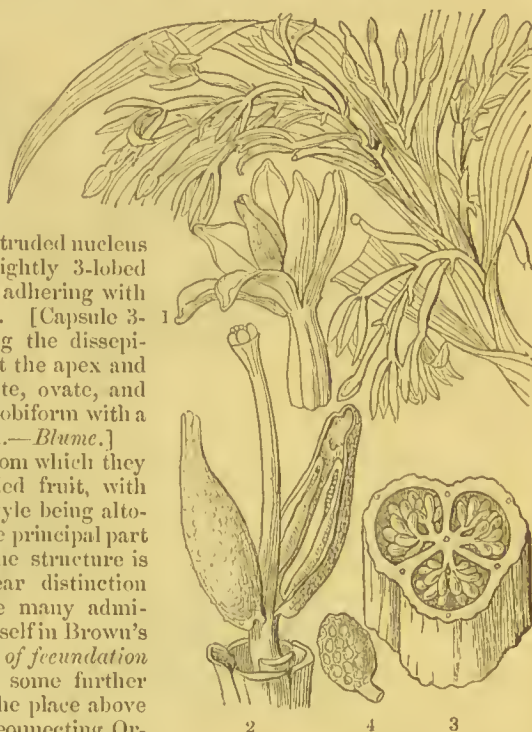 truded nucleus
ightly 3-lobed
adhering with
. [Capsule 3-
g the dissepi-
t the apex and
te, ovate, and
obiform with a
.—Blume.]
om which they
ed fruit, with
yle being alto-
e principal part
ne structure is
ear distinction
e many admi-
self in Brown's
of fecundation
some further
he place above
connecting Or-
1
2 4 3